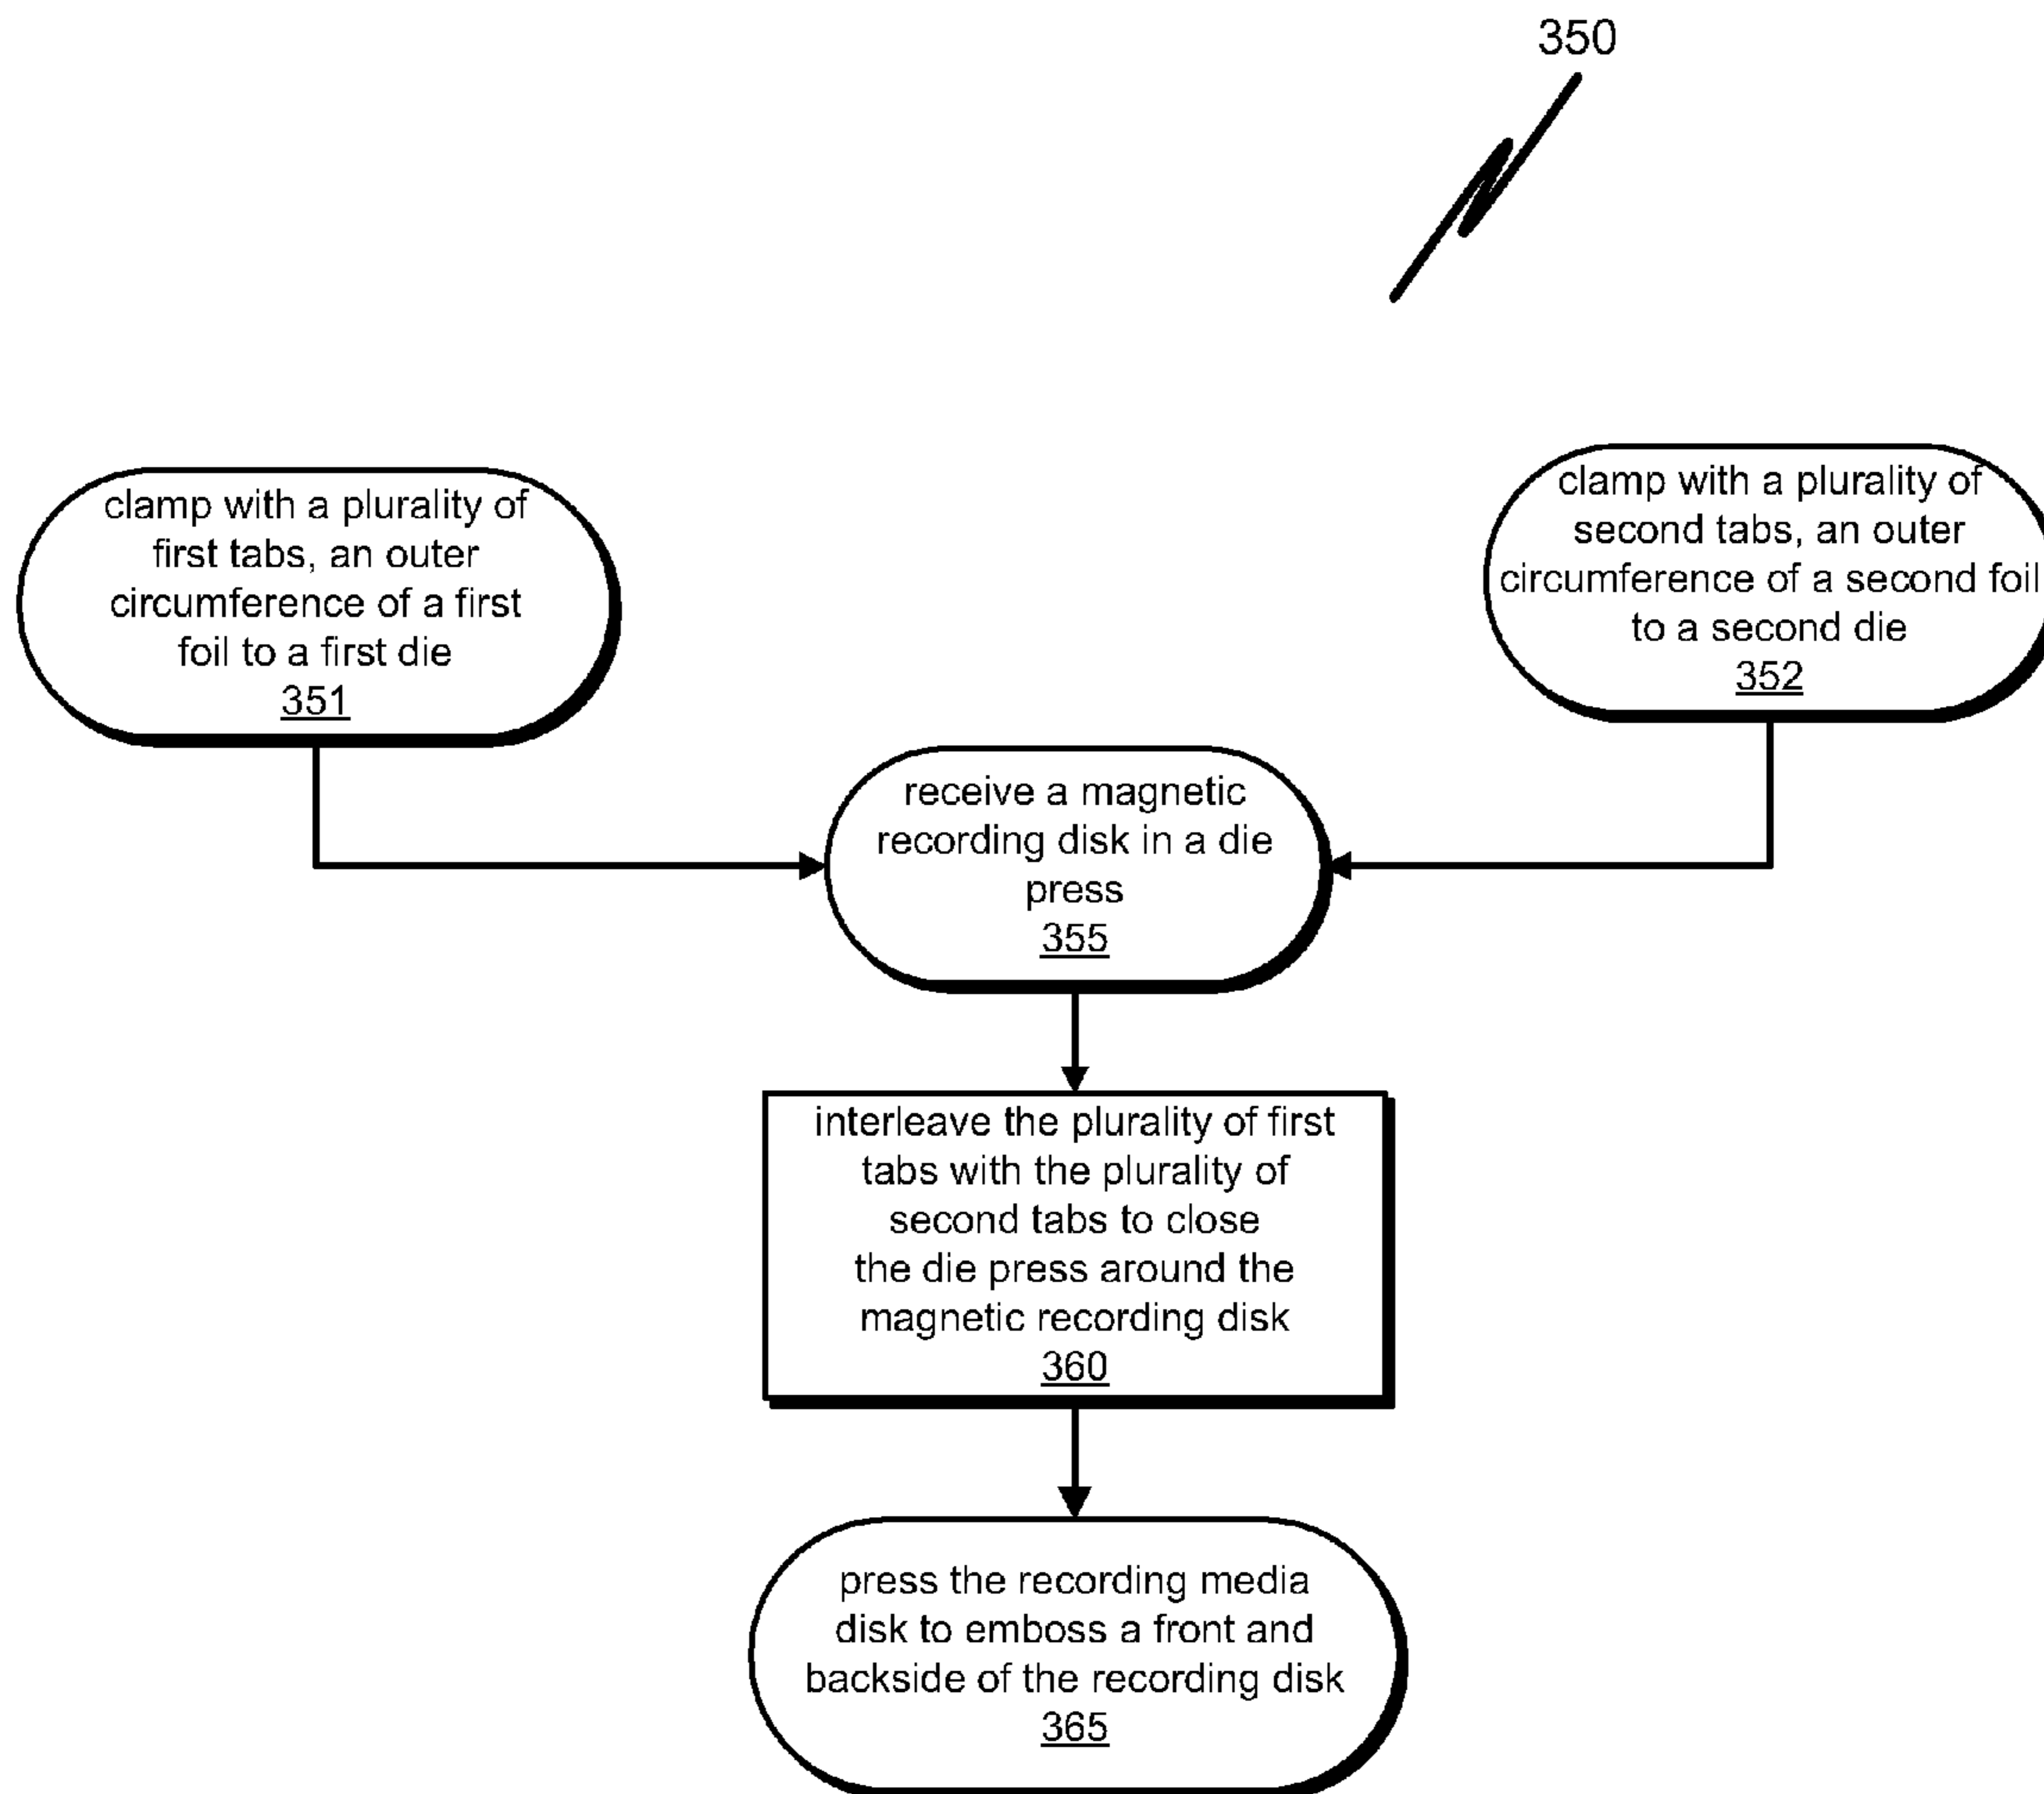 350
clamp with a plurality of
first tabs, an outer
circumference of a first
foil to a first die
351
clamp with a plurality of
second tabs, an outer
circumference of a second foil
to a second die
352
receive a magnetic
recording disk in a die
press
355
interleave the plurality of first
tabs with the plurality of
second tabs to close
the die press around the
magnetic recording disk
360
press the recording media
disk to emboss a front and
backside of the recording disk
365